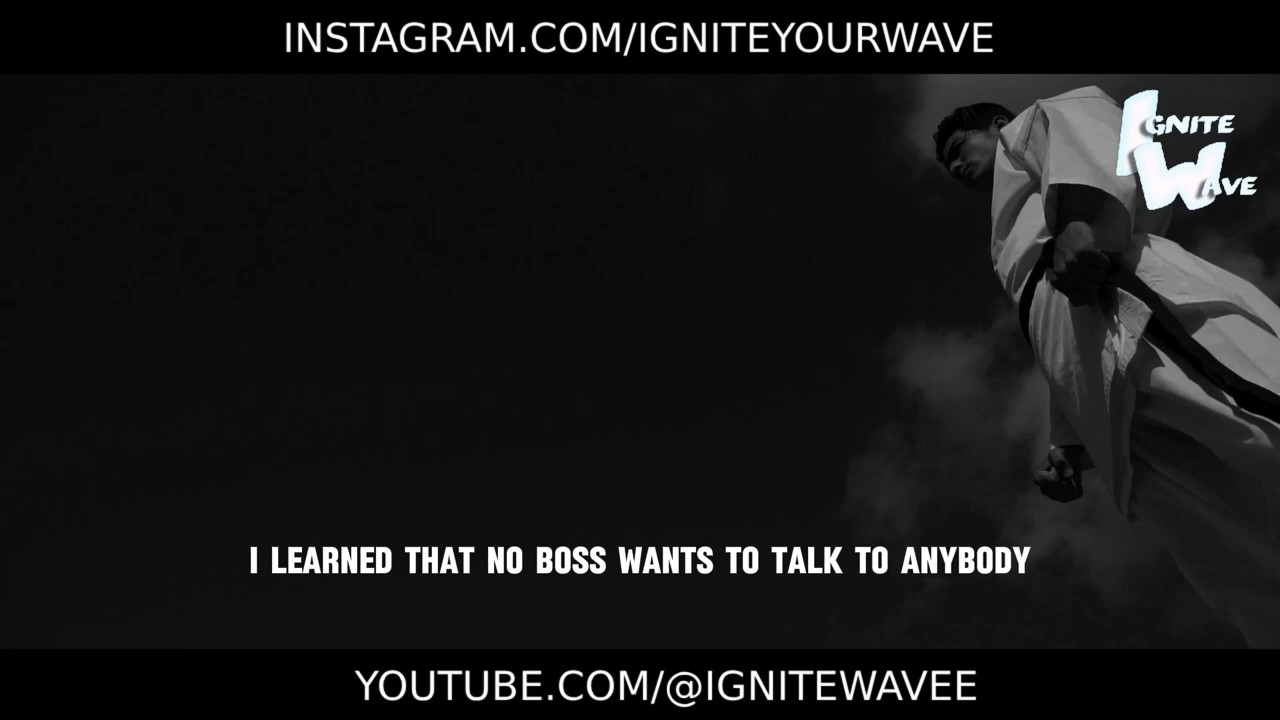 INSTAGRAM.COM/IGNITEYOURWAVE
IGNITE
WAVE
I LEARNED THAT NO BOSS WANTS TO TALK TO ANYBODY
YOUTUBE.COM/@IGNITEWAVEE